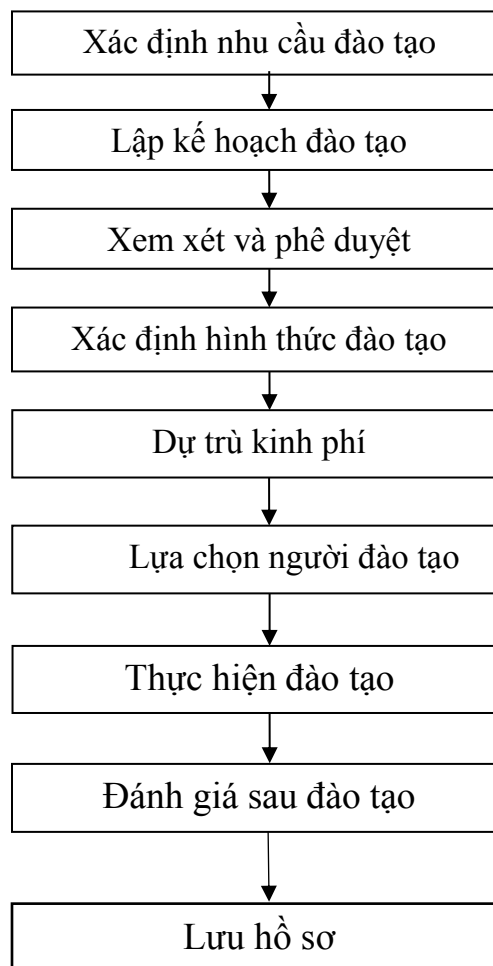 Xác định nhu cầu đào tạo
Lập kế hoạch đào tạo
Xem xét và phê duyệt
Xác định hình thức đào tạo
Dự trù kinh phí
Lựa chọn người đào tạo
Thực hiện đào tạo
Đánh giá sau đào tạo
Lưu hồ sơ